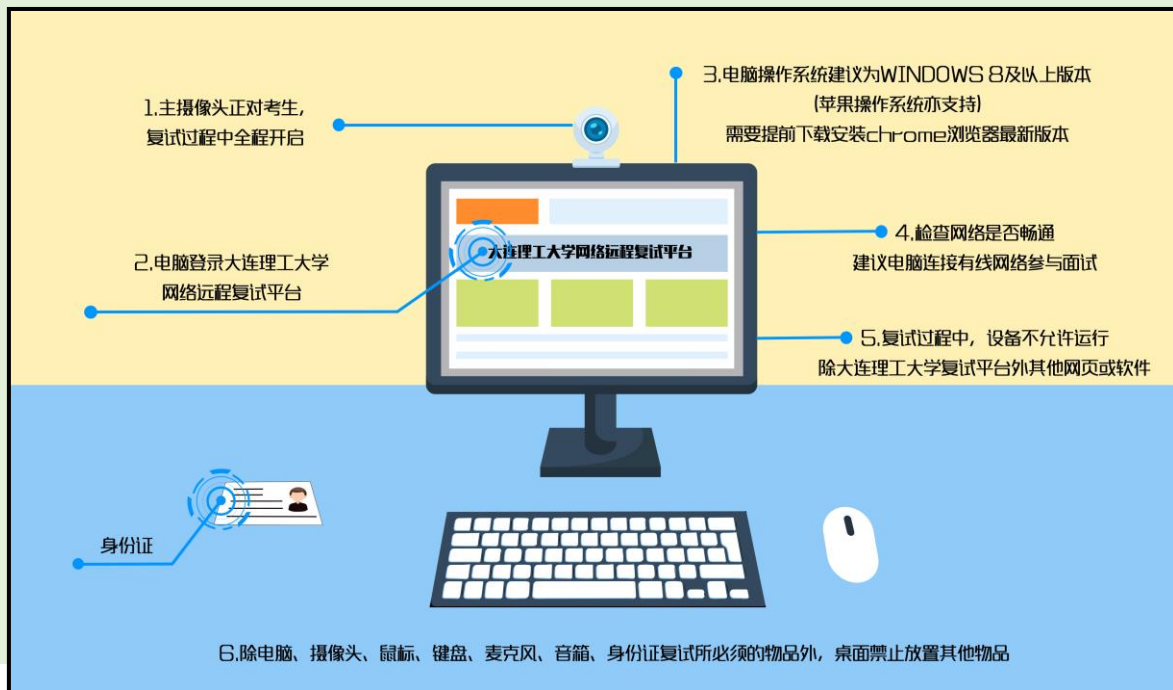 1.主摄像头正对考生，
复试过程中全程开启
3.电脑操作系统建议为WINDOWS 8及以上版本
(苹果操作系统亦支持)
需要提前下载安装chrome浏览器最新版本
大连理工大学网络远程复试平台
2.电脑登录大连理工大学
网络远程复试平台
4.检查网络是否畅通
建议电脑连接有线网络参与面试
5.复试过程中，设备不允许运行
除大连理工大学复试平台外其他网页或软件
身份证
6.除电脑、摄像头、鼠标、键盘、麦克风、音箱、身份证复试所必须的物品外，桌面禁止放置其他物品